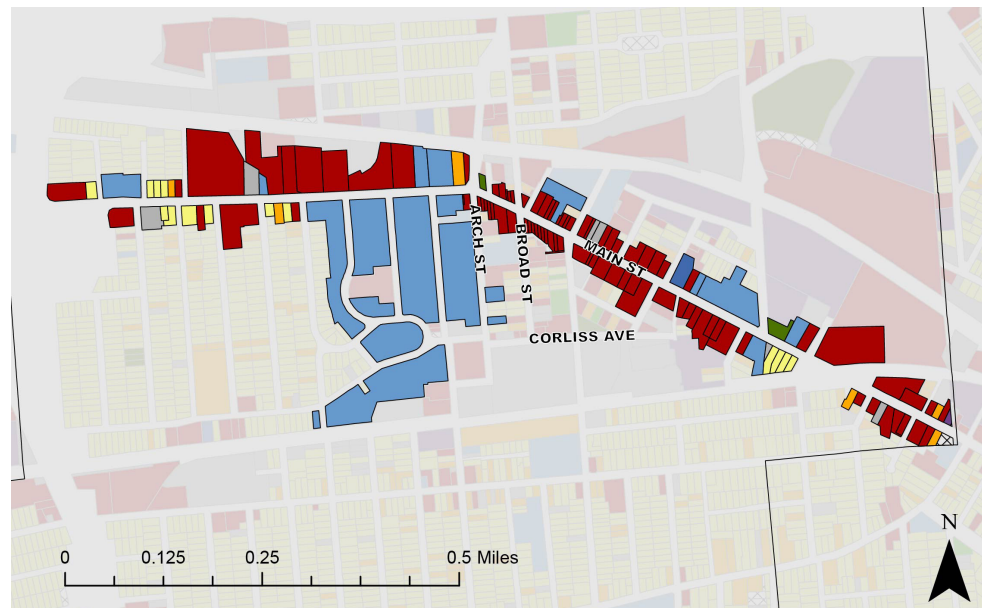 ARCH ST
BROAD ST
MAIN ST
CORLISS AVE
0 0.125 0.25 0.5 Miles
N